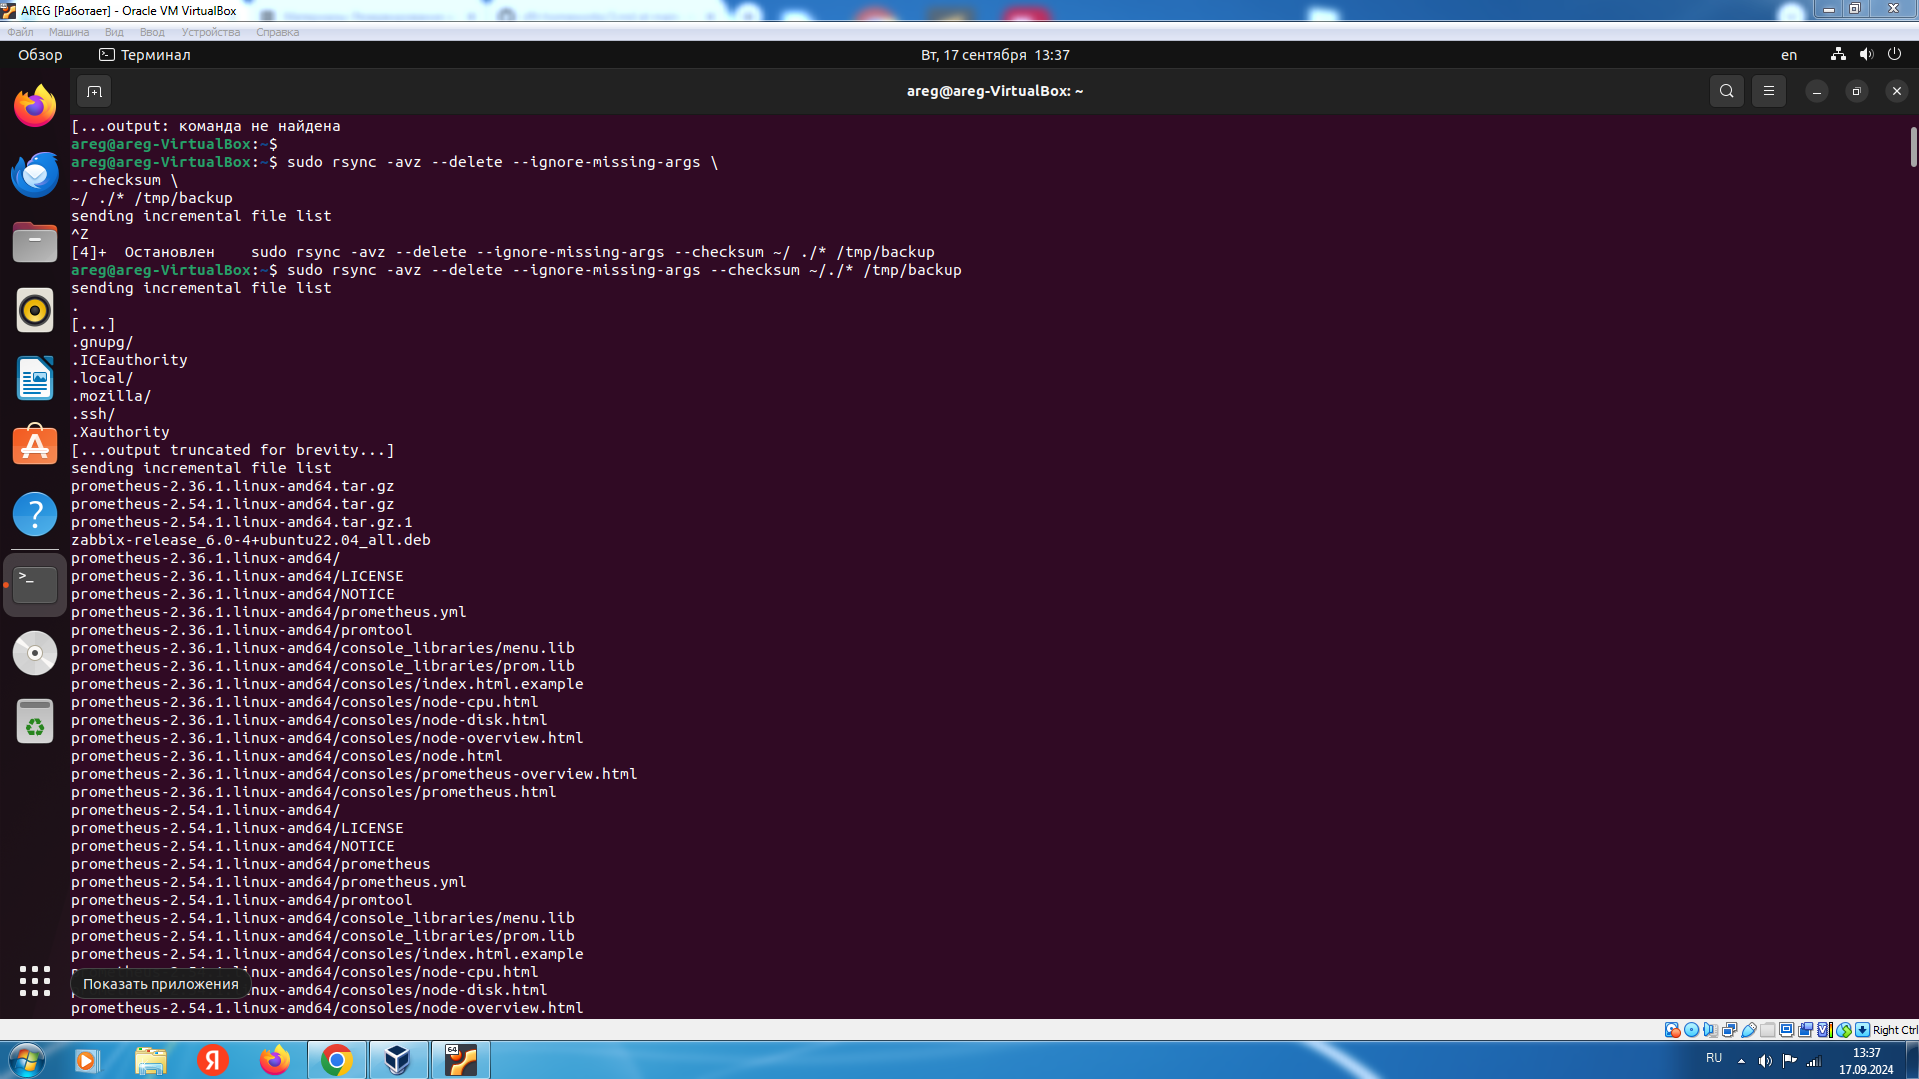 AREG [Работает] - Oracle VM VirtualBox
Файл Машина Вид Ввод Устройства Справка
Обзор Терминал Вт, 17 сентября 13:37 en
areg@areg-VirtualBox: ~
[...output: команда не найдена
areg@areg-VirtualBox:~$
areg@areg-VirtualBox:~$ sudo rsync -avz --delete --ignore-missing-args \
--checksum \
~/ ./* /tmp/backup
sending incremental file list
^Z
[4]+  Остановлен    sudo rsync -avz --delete --ignore-missing-args --checksum ~/ ./* /tmp/backup
areg@areg-VirtualBox:~$ sudo rsync -avz --delete --ignore-missing-args --checksum ~/./* /tmp/backup
sending incremental file list
.
[...]
.gnupg/
.ICEauthority
.local/
.mozilla/
.ssh/
.Xauthority
[...output truncated for brevity...]
sending incremental file list
prometheus-2.36.1.linux-amd64.tar.gz
prometheus-2.54.1.linux-amd64.tar.gz
prometheus-2.54.1.linux-amd64.tar.gz.1
zabbix-release_6.0-4+ubuntu22.04_all.deb
prometheus-2.36.1.linux-amd64/
prometheus-2.36.1.linux-amd64/LICENSE
prometheus-2.36.1.linux-amd64/NOTICE
prometheus-2.36.1.linux-amd64/prometheus.yml
prometheus-2.36.1.linux-amd64/promtool
prometheus-2.36.1.linux-amd64/console_libraries/menu.lib
prometheus-2.36.1.linux-amd64/console_libraries/prom.lib
prometheus-2.36.1.linux-amd64/consoles/index.html.example
prometheus-2.36.1.linux-amd64/consoles/node-cpu.html
prometheus-2.36.1.linux-amd64/consoles/node-disk.html
prometheus-2.36.1.linux-amd64/consoles/node-overview.html
prometheus-2.36.1.linux-amd64/consoles/node.html
prometheus-2.36.1.linux-amd64/consoles/prometheus-overview.html
prometheus-2.36.1.linux-amd64/consoles/prometheus.html
prometheus-2.54.1.linux-amd64/
prometheus-2.54.1.linux-amd64/LICENSE
prometheus-2.54.1.linux-amd64/NOTICE
prometheus-2.54.1.linux-amd64/prometheus
prometheus-2.54.1.linux-amd64/prometheus.yml
prometheus-2.54.1.linux-amd64/promtool
prometheus-2.54.1.linux-amd64/console_libraries/menu.lib
prometheus-2.54.1.linux-amd64/console_libraries/prom.lib
prometheus-2.54.1.linux-amd64/consoles/index.html.example
nux-amd64/consoles/node-cpu.html
Показать приложения
nux-amd64/consoles/node-disk.html
prometheus-2.54.1.linux-amd64/consoles/node-overview.html
Right Ctrl
64
RU 13:37
17.09.2024